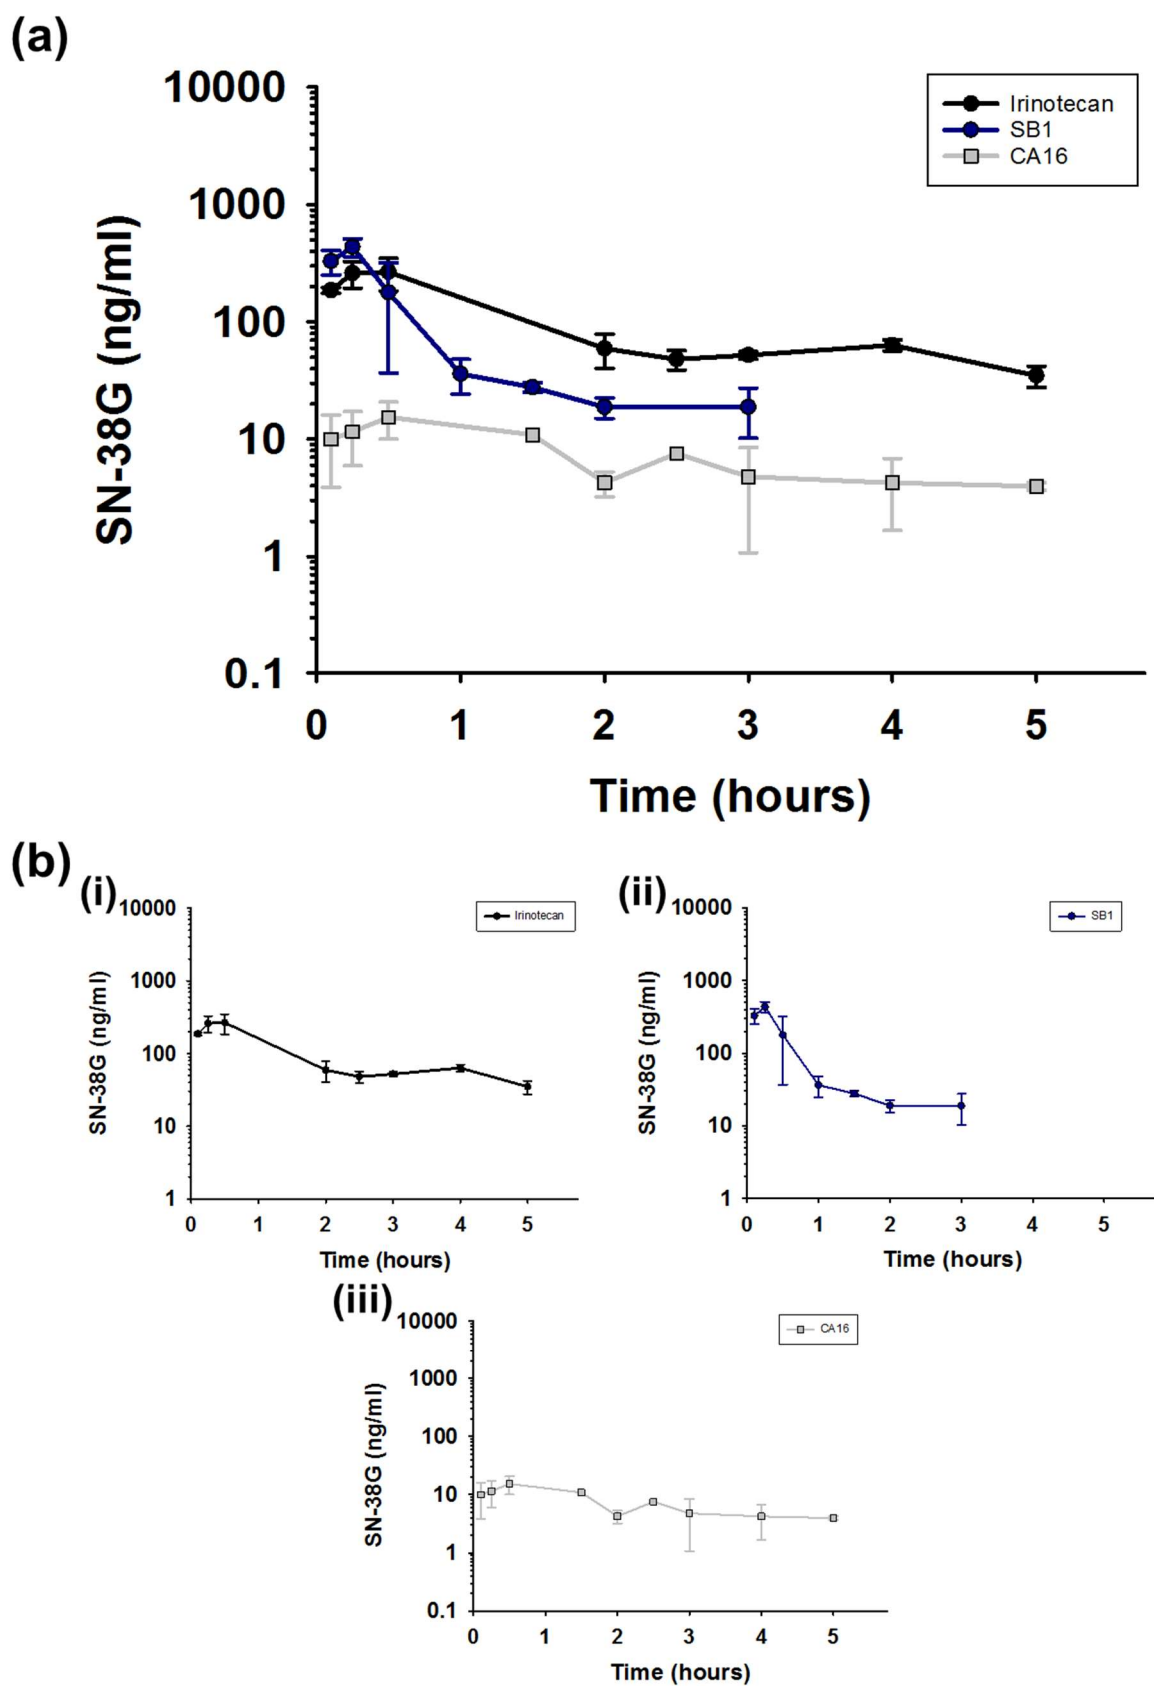 (a)
10000
1000
100
10
1
0.1
SN-38G (ng/ml)
Irinotecan
SB1
CA16
0 1 2 3 4 5
Time (hours)
(b)
(i)
10000
1000
100
10
1
SN-38G (ng/ml)
Irinotecan
0 1 2 3 4 5
Time (hours)
(ii)
10000
1000
100
10
1
SN-38G (ng/ml)
SB1
0 1 2 3 4 5
Time (hours)
(iii)
10000
1000
100
10
1
0.1
SN-38G (ng/ml)
CA16
0 1 2 3 4 5
Time (hours)